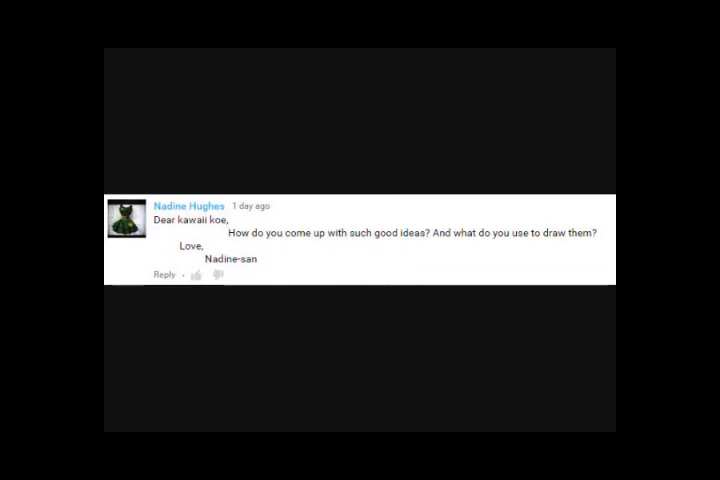 Nadine Hughes 1 day ago
Dear kawaii koe,
How do you come up with such good ideas? And what do you use to draw them?
Love,
Nadine-san
Reply ·